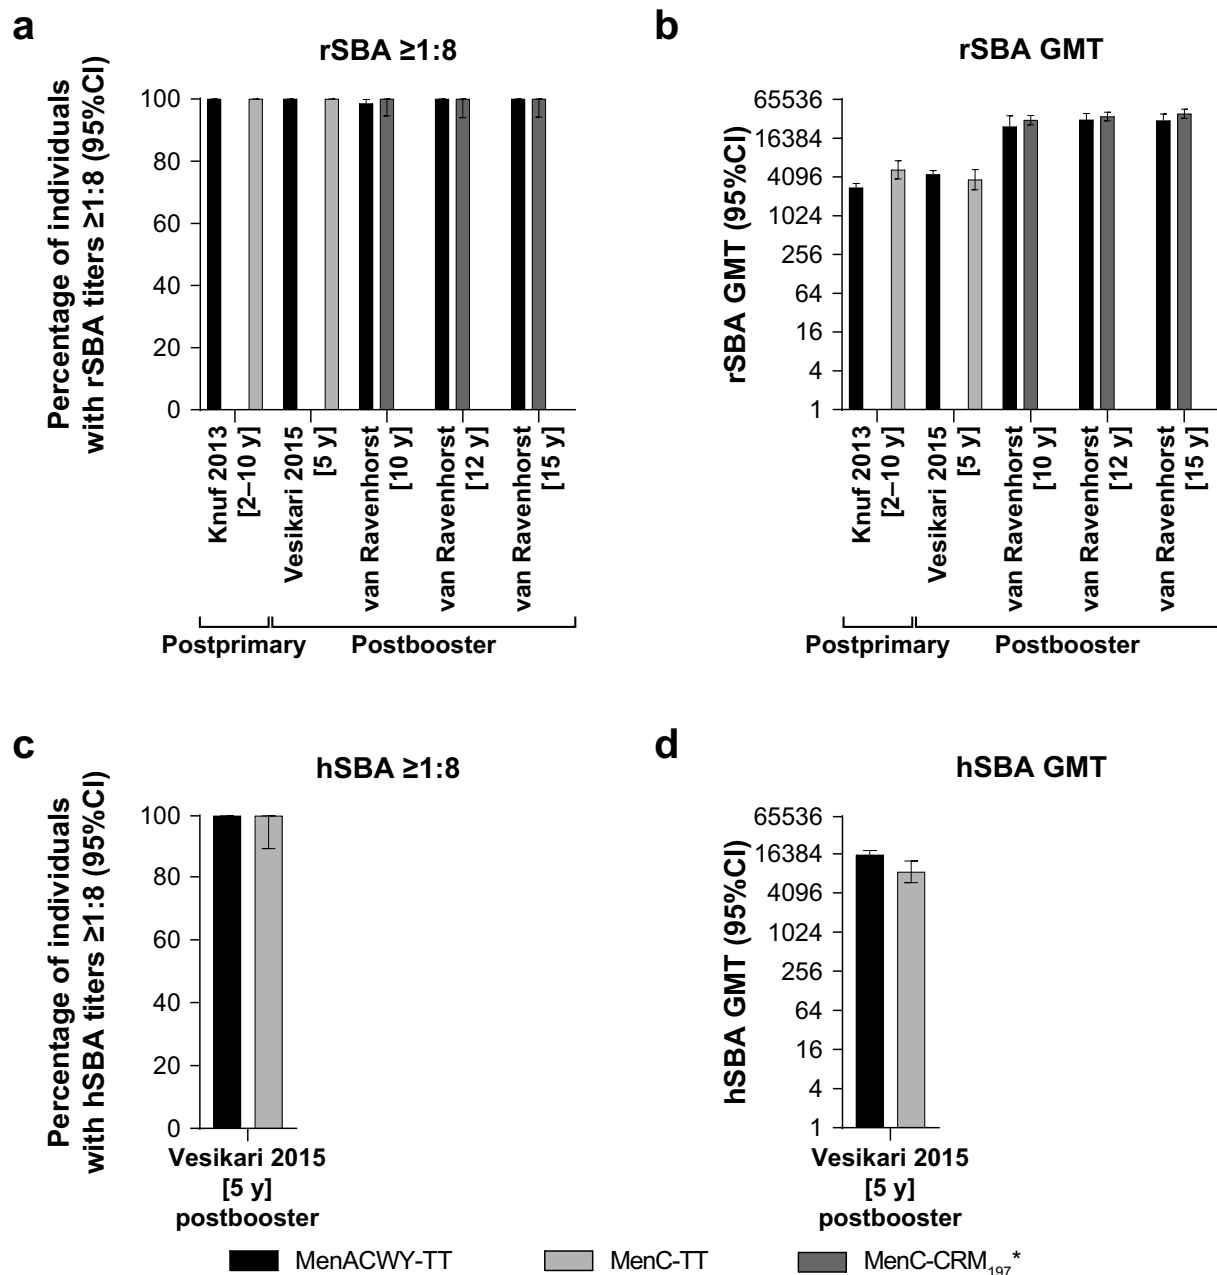 a
rSBA ≥1:8
Percentage of individuals
with rSBA titers ≥1:8 (95%CI)
100
80
60
40
20
0
Knuf 2013
[2–10 y]
Vesikari 2015
[5 y]
van Ravenhorst
[10 y]
van Ravenhorst
[12 y]
van Ravenhorst
[15 y]
Postprimary
Postbooster
b
rSBA GMT
rSBA GMT (95%CI)
65536
16384
4096
1024
256
64
16
4
1
Knuf 2013
[2–10 y]
Vesikari 2015
[5 y]
van Ravenhorst
[10 y]
van Ravenhorst
[12 y]
van Ravenhorst
[15 y]
Postprimary
Postbooster
c
hSBA ≥1:8
Percentage of individuals
with hSBA titers ≥1:8 (95%CI)
100
80
60
40
20
0
Vesikari 2015
[5 y]
postbooster
d
hSBA GMT
hSBA GMT (95%CI)
65536
16384
4096
1024
256
64
16
4
1
Vesikari 2015
[5 y]
postbooster
MenACWY-TT
MenC-TT
MenC-CRM₁₉₇*